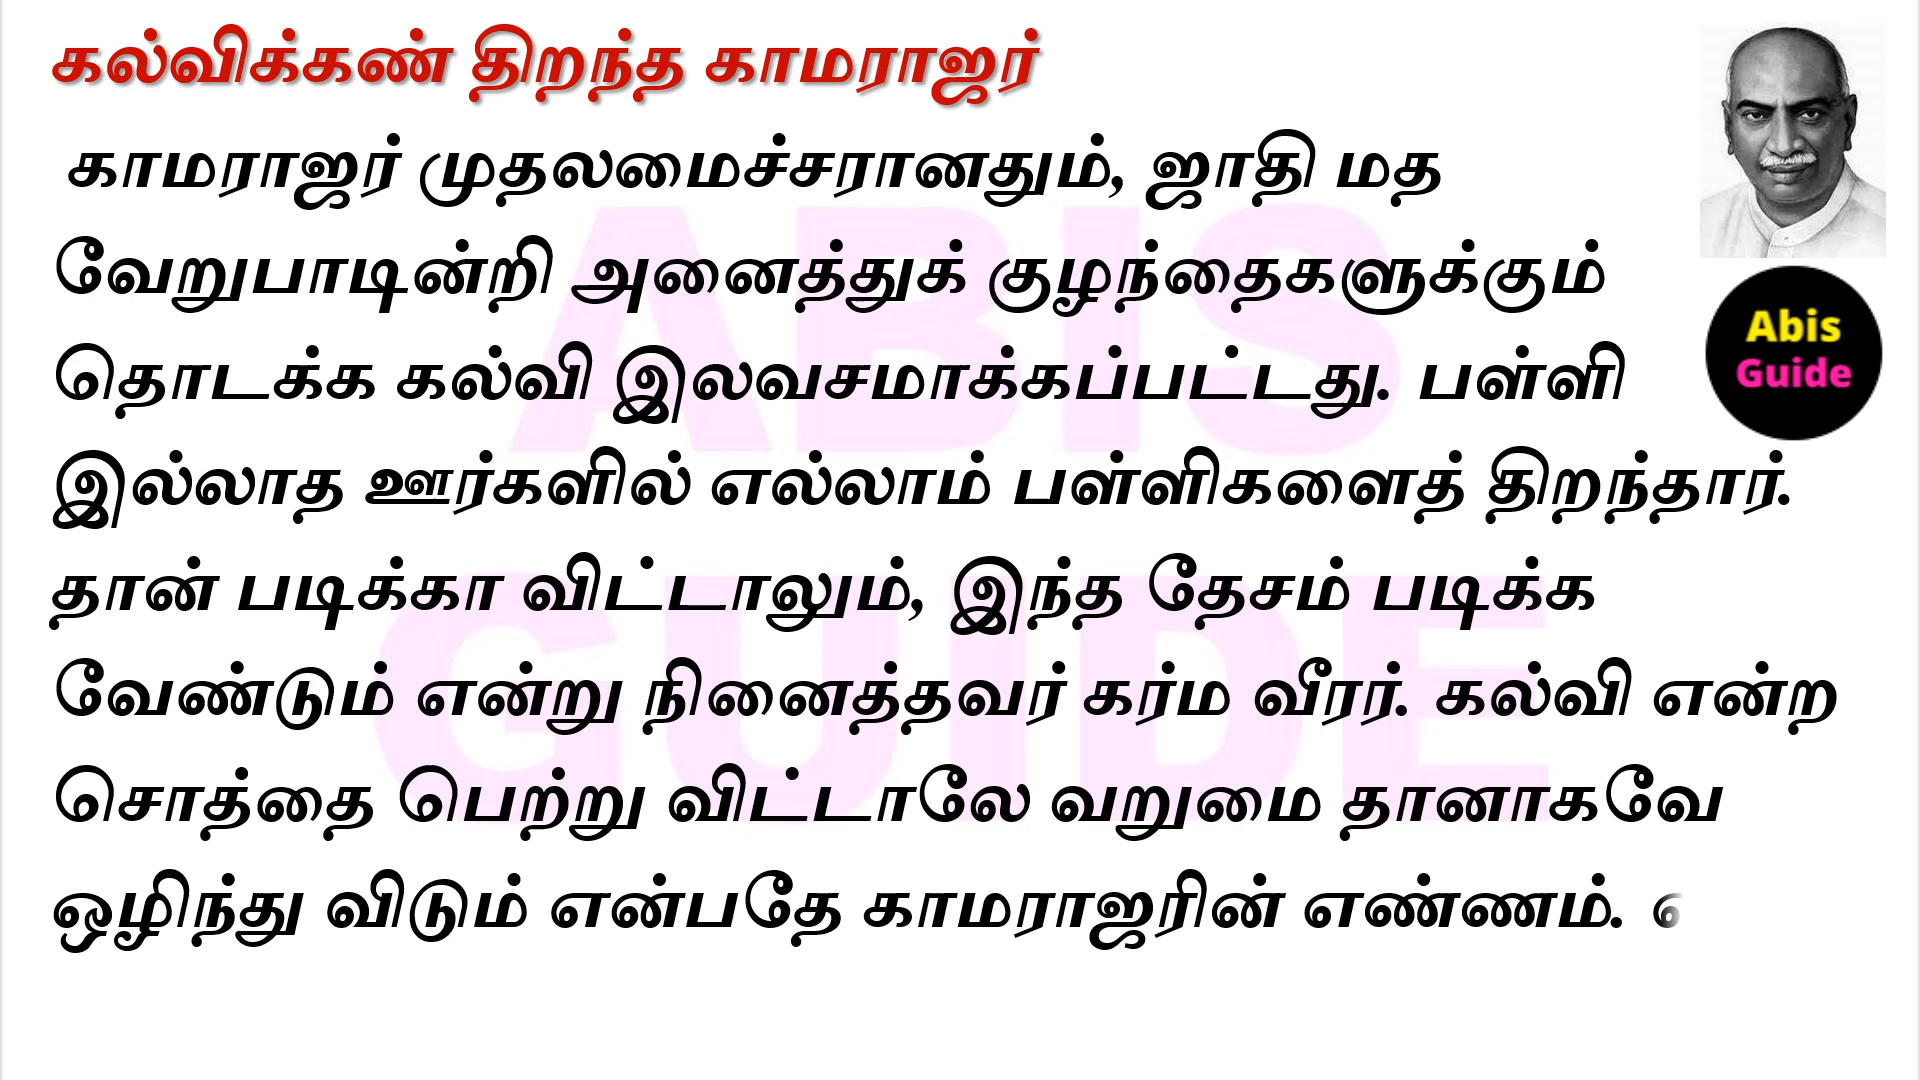 கல்விக்கண் திறந்த காமராஜர்
காமராஜர் முதலமைச்சரானதும், ஜாதி மத
வேறுபாடின்றி அனைத்துக் குழந்தைகளுக்கும்
தொடக்க கல்வி இலவசமாக்கப்பட்டது. பள்ளி
இல்லாத ஊர்களில் எல்லாம் பள்ளிகளைத் திறந்தார்.
தான் படிக்கா விட்டாலும், இந்த தேசம் படிக்க
வேண்டும் என்று நினைத்தவர் கர்ம வீரர். கல்வி என்ற
சொத்தை பெற்று விட்டாலே வறுமை தானாகவே
ஒழிந்து விடும் என்பதே காமராஜரின் எண்ணம்.
Abis
Guide
ABIS
GUIDE